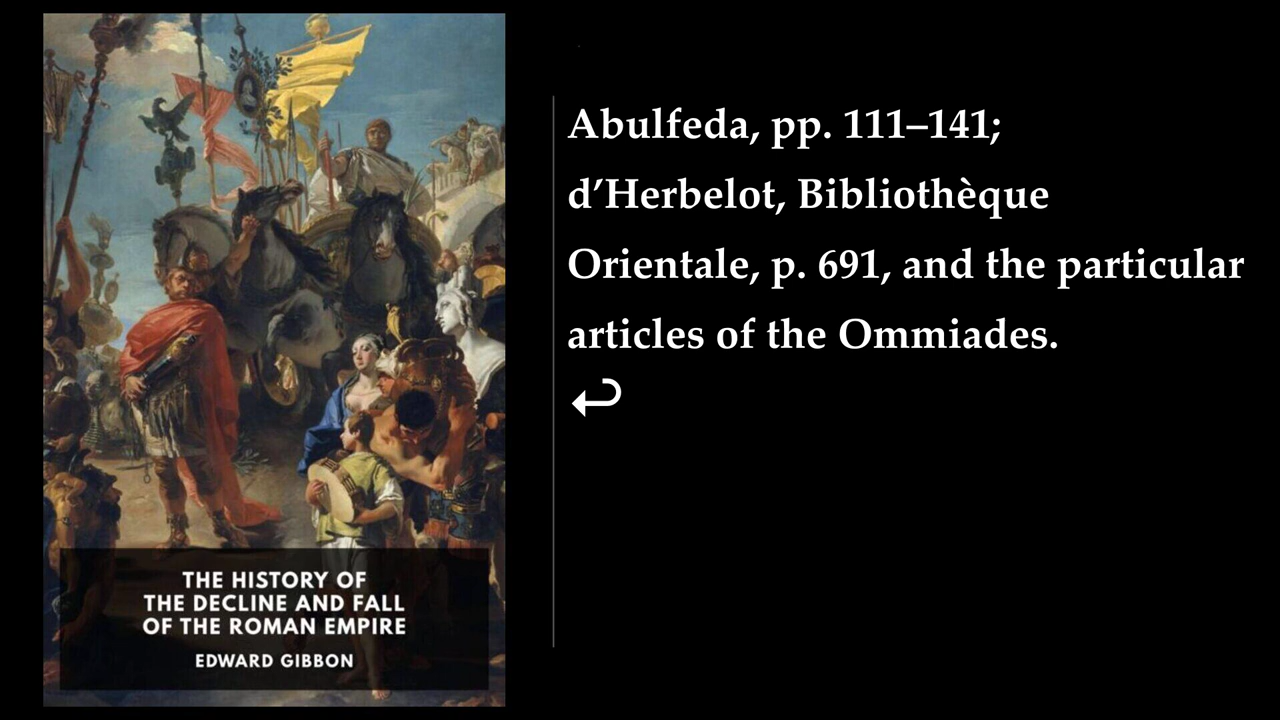 Abulfeda, pp. 111–141;
d’Herbelot, Bibliothèque
Orientale, p. 691, and the particular
articles of the Ommiades.
↩
THE HISTORY OF
THE DECLINE AND FALL
OF THE ROMAN EMPIRE
EDWARD GIBBON